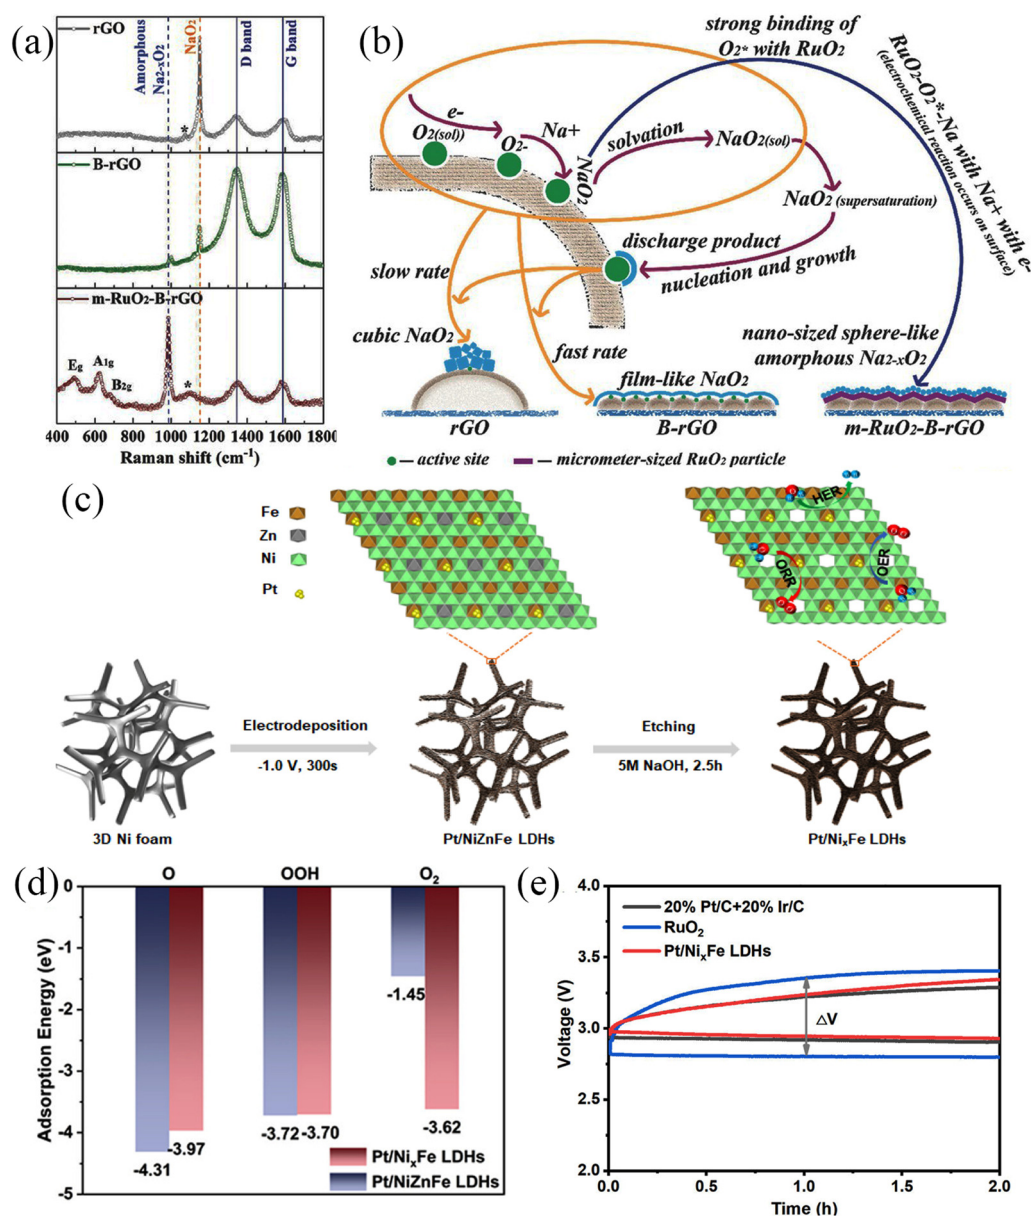 (a)
rGO
Amorphous
Na2-xO2
NaO2
D band
G band
*
B-rGO
m-RuO2-B-rGO
Eg
A1g
B2g
*
400 600 800 1000 1200 1400 1600 1800
Raman shift (cm-1)
(b)
strong binding of
O2* with RuO2
RuO2-O2*-Na with Na+ with e-
(electrochemical reaction occurs on surface)
e-
O2(sol))
O2-
Na+
NaO2
solvation
NaO2(sol)
NaO2 (supersaturation)
discharge product
nucleation and growth
slow rate
cubic NaO2
fast rate
film-like NaO2
nano-sized sphere-like
amorphous Na2-xO2
rGO
B-rGO
m-RuO2-B-rGO
— active site
— micrometer-sized RuO2 particle
(c)
Fe
Zn
Ni
Pt
HER
ORR
OER
Electrodeposition
-1.0 V, 300s
Etching
5M NaOH, 2.5h
3D Ni foam
Pt/NiZnFe LDHs
Pt/NixFe LDHs
(d)
O
OOH
O2
Adsorption Energy (eV)
0
-1
-2
-3
-4
-5
-4.31
-3.97
-3.72
-3.70
-1.45
-3.62
Pt/NixFe LDHs
Pt/NiZnFe LDHs
(e)
Voltage (V)
4.0
3.5
3.0
2.5
2.0
20% Pt/C+20% Ir/C
RuO2
Pt/NixFe LDHs
△V
0.0 0.5 1.0 1.5 2.0
Time (h)